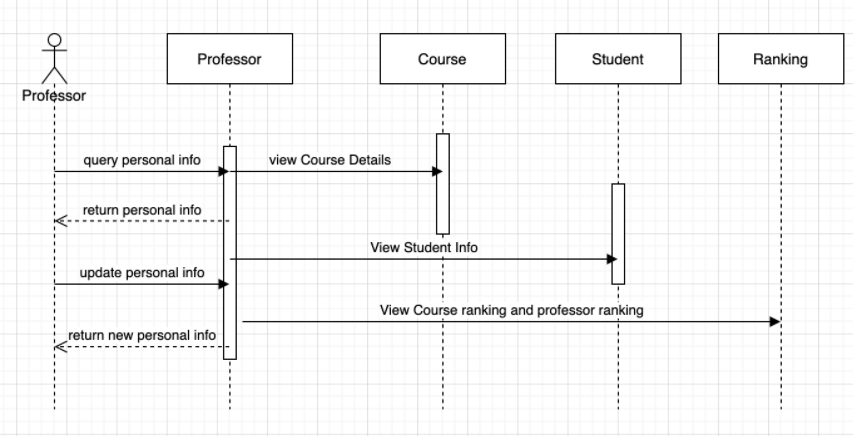 Professor
Professor
Course
Student
Ranking
query personal info
view Course Details
return personal info
View Student Info
update personal info
View Course ranking and professor ranking
return new personal info